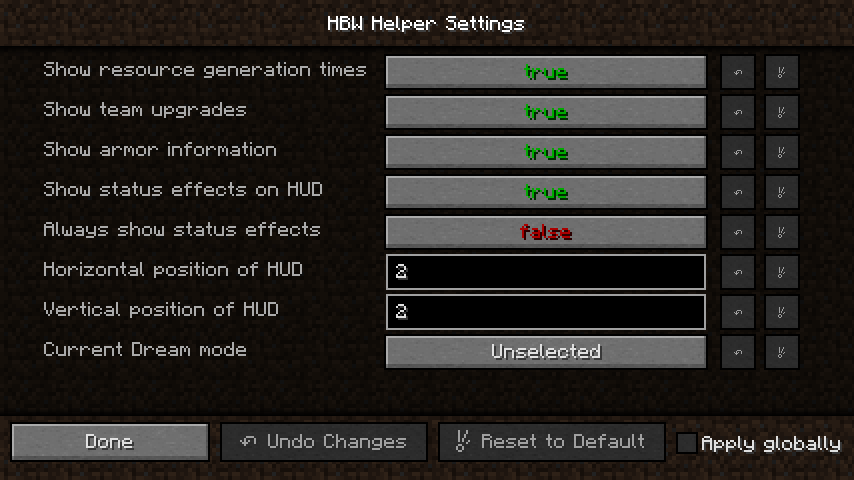 HBW Helper Settings
Show resource generation times true
Show team upgrades true
Show armor information true
Show status effects on HUD true
Always show status effects false
Horizontal position of HUD 2
Vertical position of HUD 2
Current Dream mode Unselected
Done Undo Changes Reset to Default Apply globally